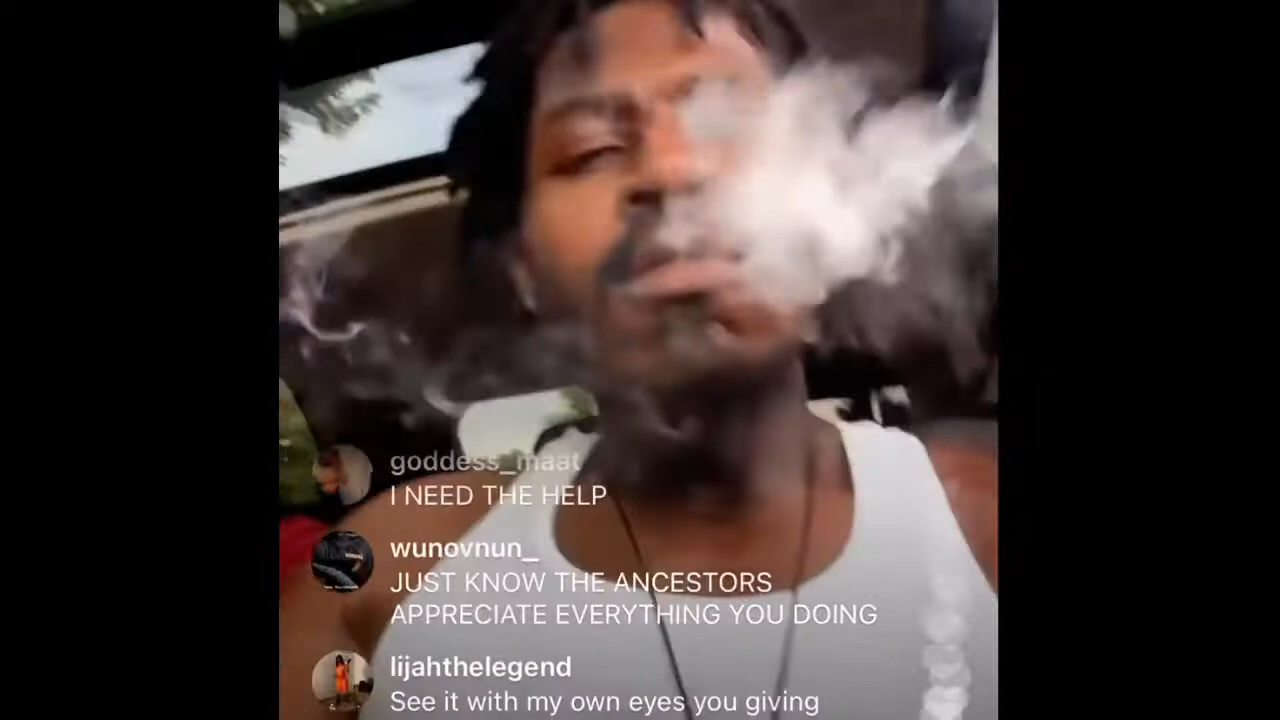 goddess_maat
I NEED THE HELP
wunovnun_
JUST KNOW THE ANCESTORS
APPRECIATE EVERYTHING YOU DOING
lijahthelegend
See it with my own eyes you giving